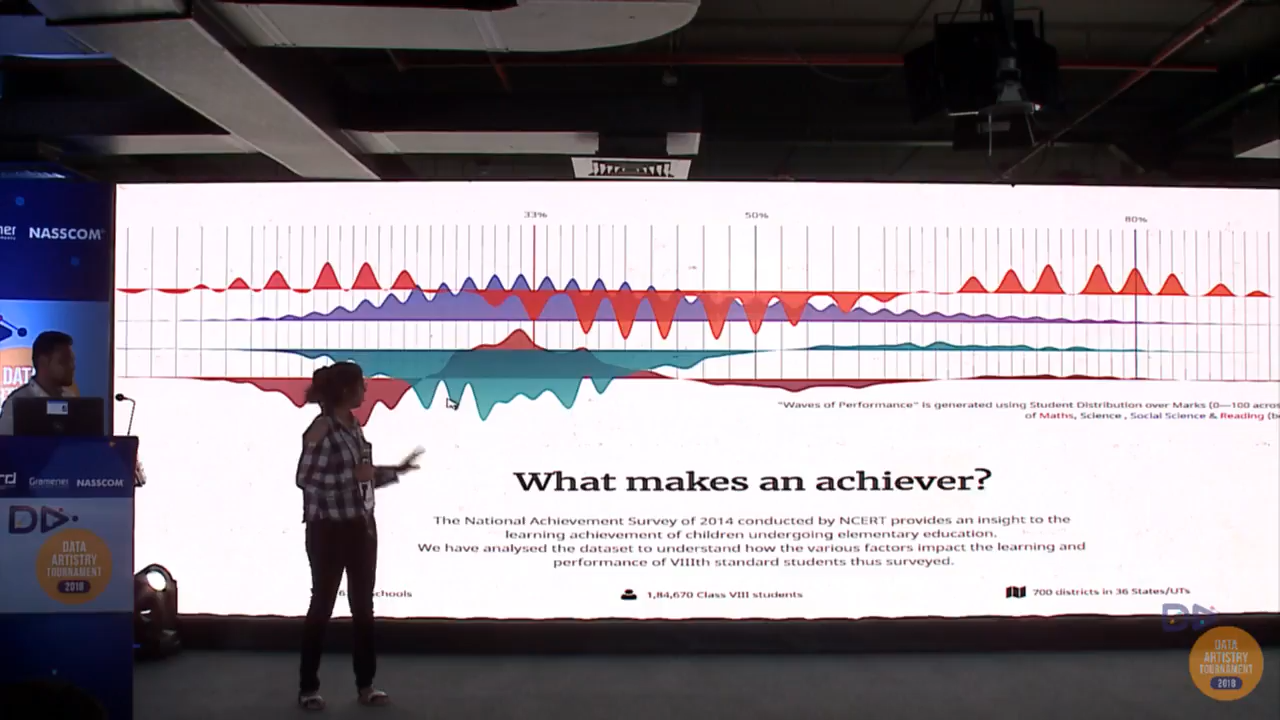 33%
50%
80%
NASSCOM
"Waves of Performance" is generated using Student Distribution over Marks (0—100
of Maths, Science , Social Science & Reading
What makes an achiever?
The National Achievement Survey of 2014 conducted by NCERT provides an insight to the
learning achievement of children undergoing elementary education.
We have analysed the dataset to understand how the various factors impact the learning and
performance of VIIIth standard students thus surveyed.
1,84,670 Class VIII students
700 districts in 36 States/UTs
Gramener NASSCOM
DATA
ARTISTRY
TOURNAMENT
2018
DATA
ARTISTRY
TOURNAMENT
2018